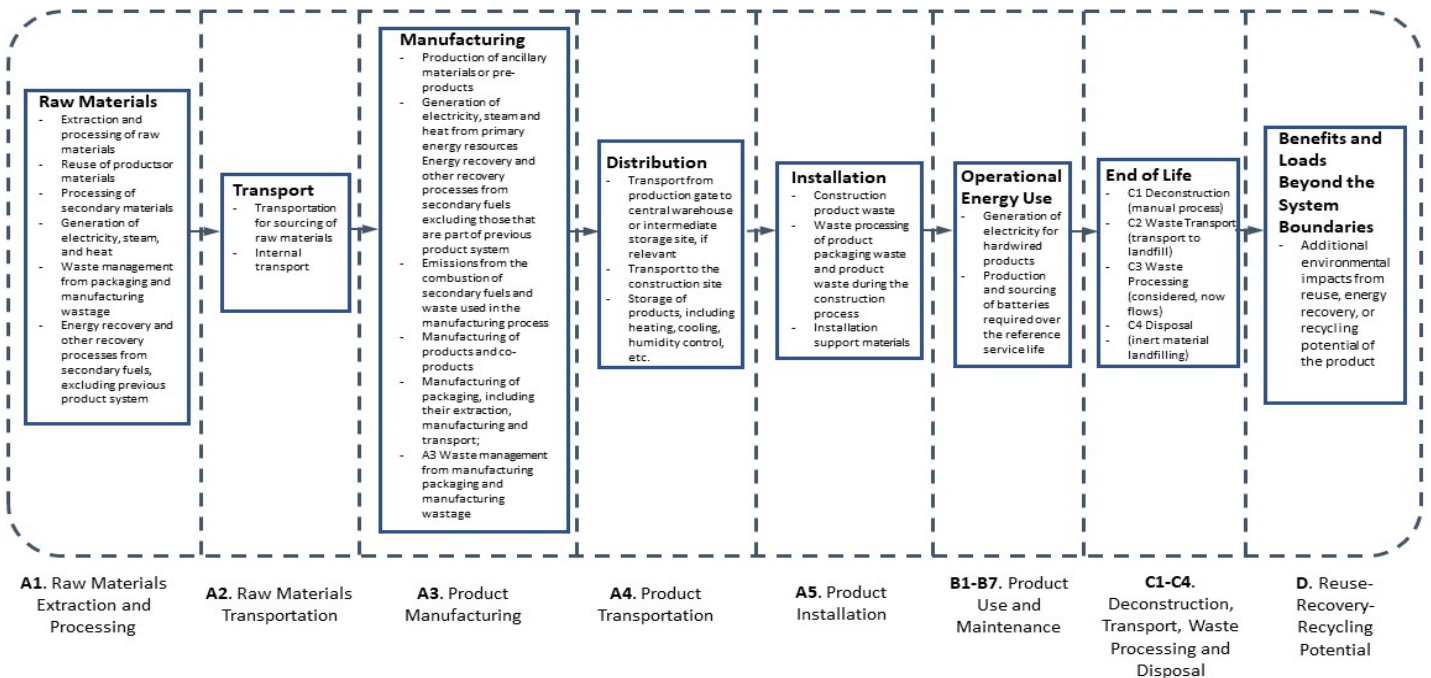 Raw Materials
- Extraction and
processing of raw
materials
- Reuse of productsor
materials
- Processing of
secondary materials
- Generation of
electricity, steam,
and heat
- Waste management
from packaging and
manufacturing
wastage
- Energy recovery and
other recovery
processes from
secondary fuels,
excluding previous
product system
Transport
- Transportation
for sourcing of
raw materials
- Internal
transport
Manufacturing
- Production of ancillary
materials or pre-
products
- Generation of
electricity, steam and
heat from primary
energy resources
Energy recovery and
other recovery
processes from
secondary fuels
excluding those that
are part of previous
product system
- Emissions from the
combustion of
secondary fuels and
waste used in the
manufacturing process
- Manufacturing of
products and co-
products
- Manufacturing of
packaging, including
their extraction,
manufacturing and
transport;
- A3 Waste management
from manufacturing
packaging and
manufacturing
wastage
Distribution
- Transport from
production gate to
central warehouse
or intermediate
storage site, if
relevant
- Transport to the
construction site
- Storage of
products, including
heating, cooling,
humidity control,
etc.
Installation
- Construction
product waste
- Waste processing
of product
packaging waste
and product
waste during the
construction
process
- Installation
support materials
Operational
Energy Use
- Generation of
electricity for
hardwired
products
- Production
and sourcing
of batteries
required over
the reference
service life
End of Life
- C1 Deconstruction
(manual process)
- C2 Waste Transport
(transport to
landfill)
- C3 Waste
Processing
(considered, now
flows)
- C4 Disposal
- (inert material
landfilling)
Benefits and
Loads
Beyond the
System
Boundaries
- Additional
environmental
impacts from
reuse, energy
recovery, or
recycling
potential of
the product
A1. Raw Materials
Extraction and
Processing
A2. Raw Materials
Transportation
A3. Product
Manufacturing
A4. Product
Transportation
A5. Product
Installation
B1-B7. Product
Use and
Maintenance
C1-C4.
Deconstruction,
Transport, Waste
Processing and
Disposal
D. Reuse-
Recovery-
Recycling
Potential